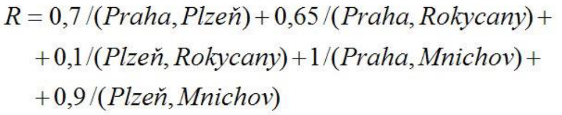 R = 0,7/(Praha, Plzeň) + 0,65/(Praha, Rokycany) +
+ 0,1/(Plzeň, Rokycany) + 1/(Praha, Mnichov) +
+ 0,9/(Plzeň, Mnichov)